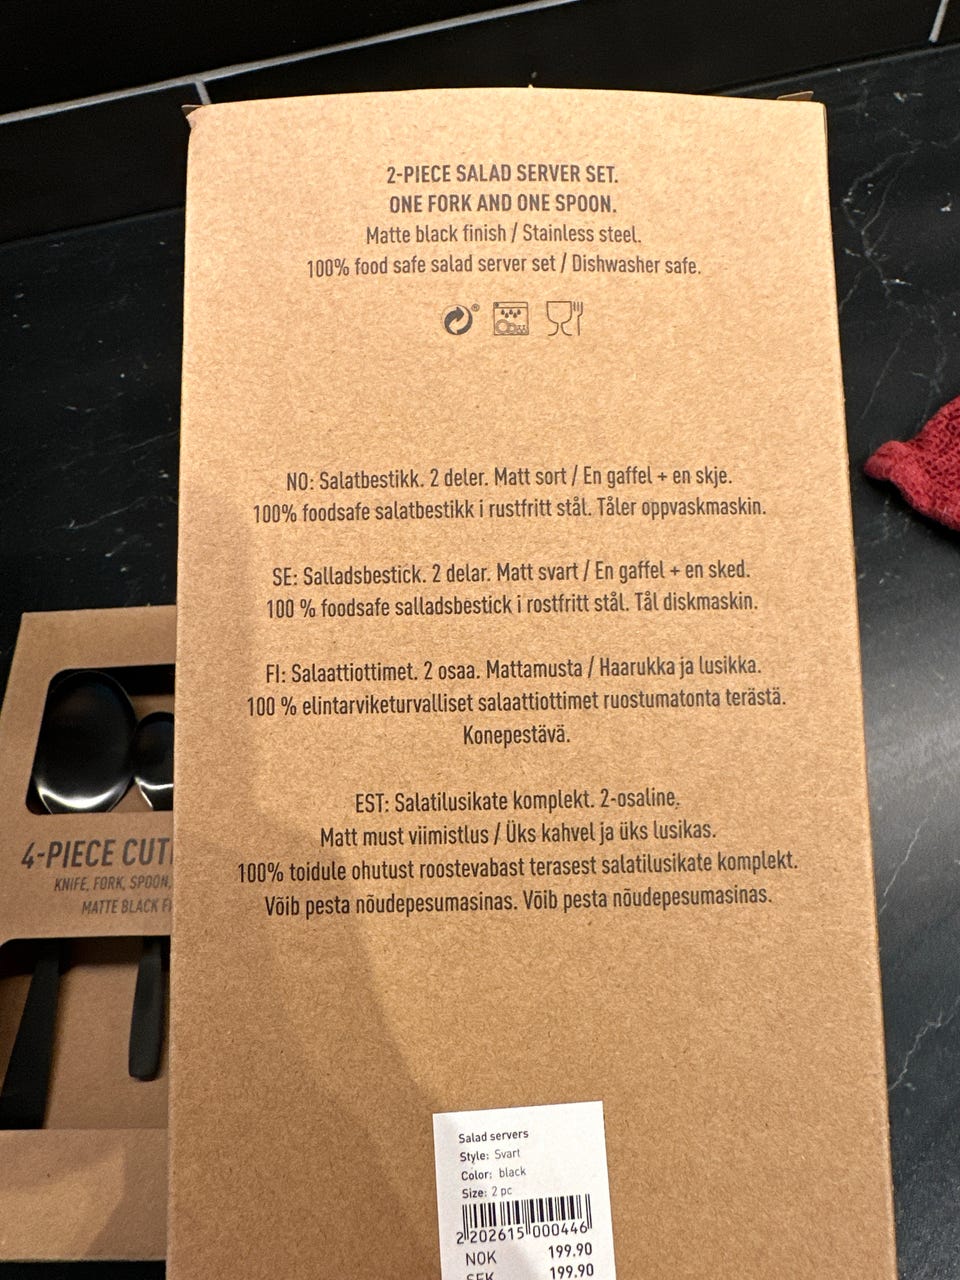 2-PIECE SALAD SERVER SET.
ONE FORK AND ONE SPOON.
Matte black finish / Stainless steel.
100% food safe salad server set / Dishwasher safe.
NO: Salatbestikk. 2 deler. Matt sort / En gaffel + en skje.
100% foodsafe salatbestikk i rustfritt stål. Tåler oppvaskmaskin.
SE: Salladsbestick. 2 delar. Matt svart / En gaffel + en sked.
100 % foodsafe salladsbestick i rostfritt stål. Tål diskmaskin.
FI: Salaattiottimet. 2 osaa. Mattamusta / Haarukka ja lusikka.
100 % elintarviketurvalliset salaattiottimet ruostumatonta terästä.
Konepestävä.
EST: Salatilusikate komplekt. 2-osaline.
Matt must viimistlus / Üks kahvel ja üks lusikas.
100% toidule ohutust roostevabast terasest salatilusikate komplekt.
Võib pesta nõudepesumasinas. Võib pesta nõudepesumasinas.
4-PIECE
KNIFE, FORK, SPOON,
MATTE BLACK
Salad servers
Style: Svart
Color: black
Size: 2 pc
2 202615 000446
NOK 199.90
SEK 199.90